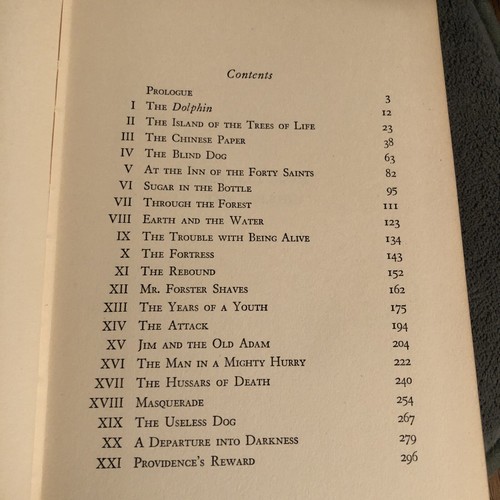 Contents
Prologue 3
I The Dolphin 12
II The Island of the Trees of Life 23
III The Chinese Paper 38
IV The Blind Dog 63
V At the Inn of the Forty Saints 82
VI Sugar in the Bottle 95
VII Through the Forest 111
VIII Earth and the Water 123
IX The Trouble with Being Alive 134
X The Fortress 143
XI The Rebound 152
XII Mr. Forster Shaves 162
XIII The Years of a Youth 175
XIV The Attack 194
XV Jim and the Old Adam 204
XVI The Man in a Mighty Hurry 222
XVII The Hussars of Death 240
XVIII Masquerade 254
XIX The Useless Dog 267
XX A Departure into Darkness 279
XXI Providence's Reward 296